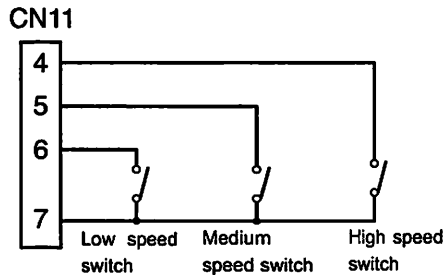 CN11
4
5
6
7
Low speed
switch
Medium
speed switch
High speed
switch